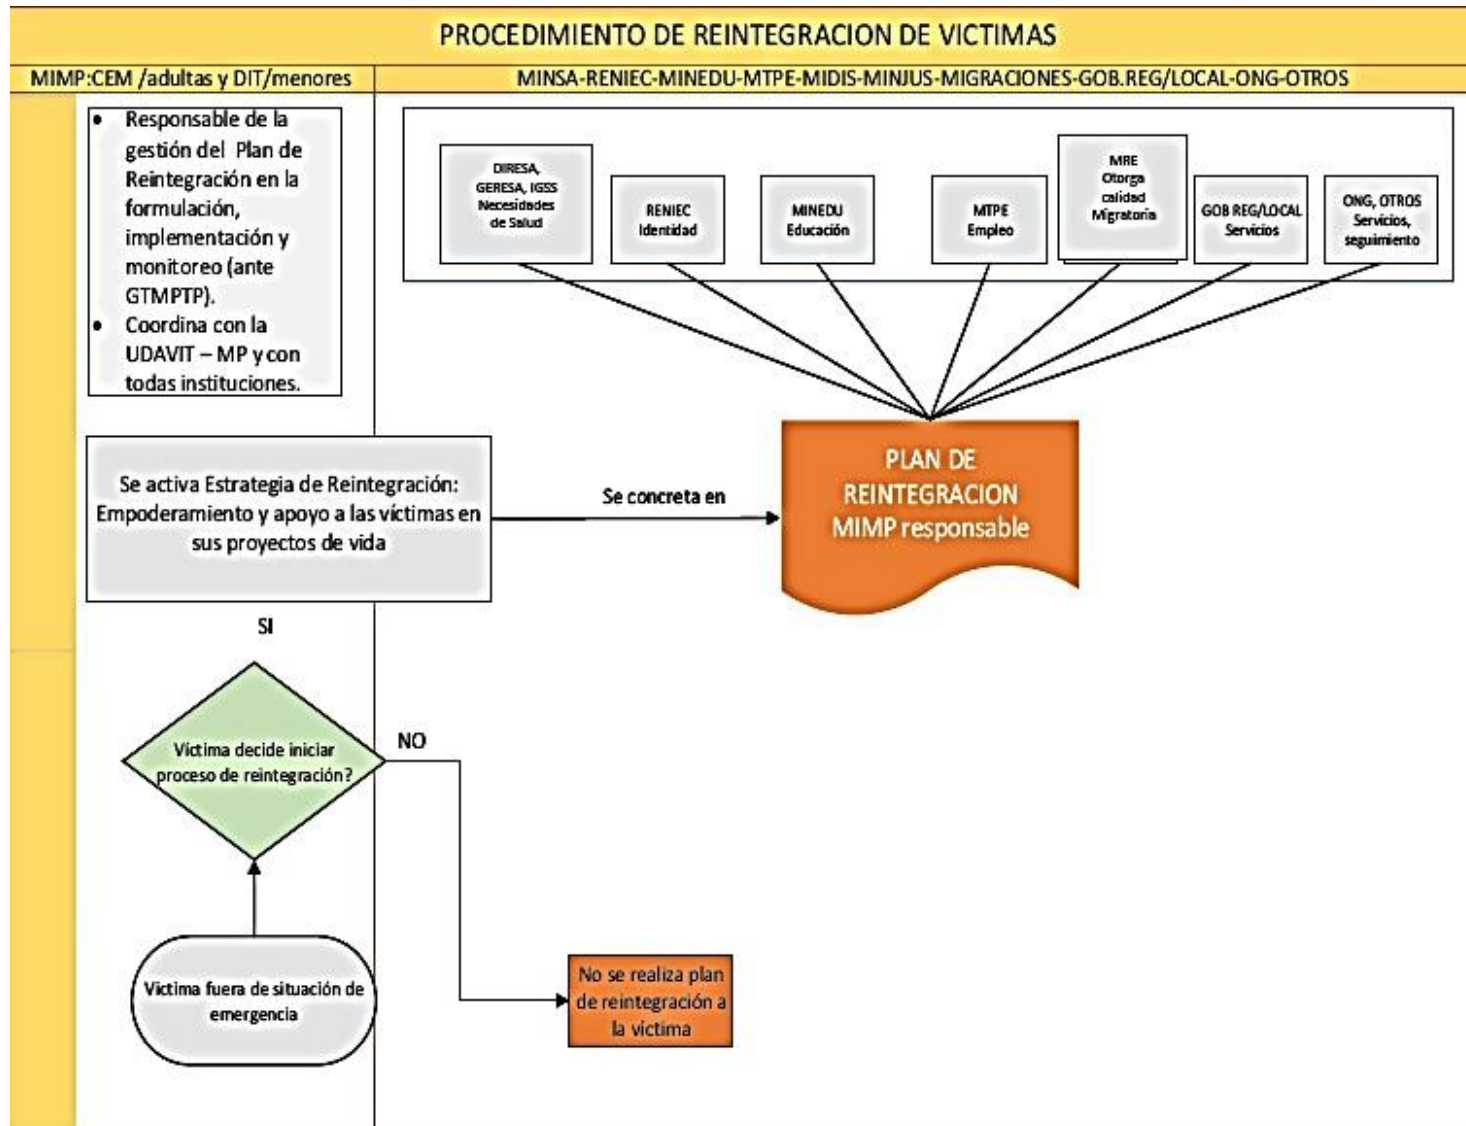 PROCEDIMIENTO DE REINTEGRACION DE VICTIMAS
MIMP:CEM /adultas y DIT/menores
MINSA-RENIEC-MINEDU-MTPE-MIDIS-MINJUS-MIGRACIONES-GOB.REG/LOCAL-ONG-OTROS
• Responsable de la
gestión del Plan de
Reintegración en la
formulación,
implementación y
monitoreo (ante
GTMPTP).
• Coordina con la
UDAVIT – MP y con
todas instituciones.
DIRESA,
GERESA, IGSS
Necesidades
de Salud
RENIEC
Identidad
MINEDU
Educación
MTPE
Empleo
MRE
Otorga
calidad
Migratoria
GOB REG/LOCAL
Servicios
ONG, OTROS
Servicios,
seguimiento
Se activa Estrategia de Reintegración:
Empoderamiento y apoyo a las víctimas en
sus proyectos de vida
Se concreta en
PLAN DE
REINTEGRACION
MIMP responsable
SI
Víctima decide iniciar
proceso de reintegración?
NO
Victima fuera de situación de
emergencia
No se realiza plan
de reintegración a
la víctima